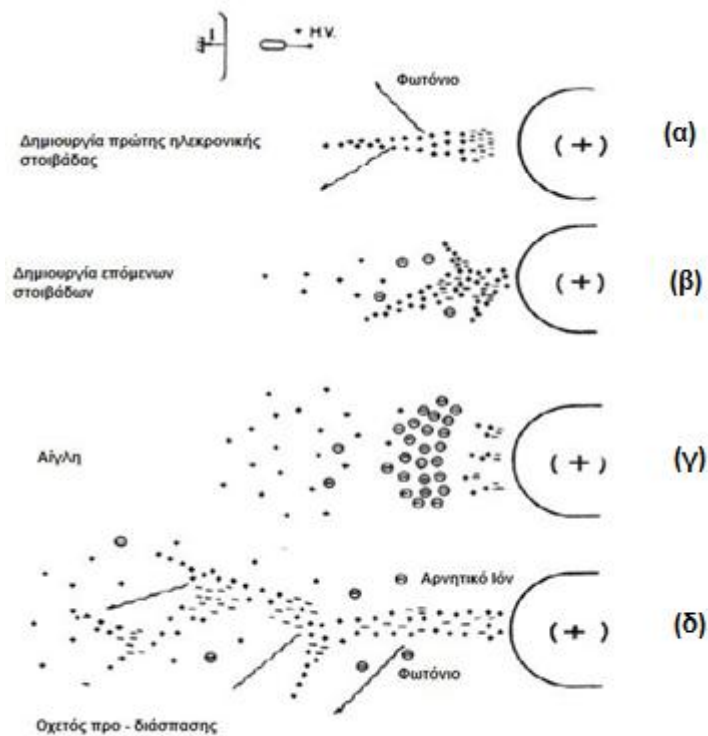 + H.V.
Φωτόνιο
Δημιουργία πρώτης ηλεκρονικής
στοιβάδας
(+)
(α)
Δημιουργία επόμενων
στοιβάδων
(+)
(β)
Αίγλη
(+)
(γ)
Αρνητικό Ιόν
(+)
(δ)
Φωτόνιο
Οχετός προ - διάσπασης